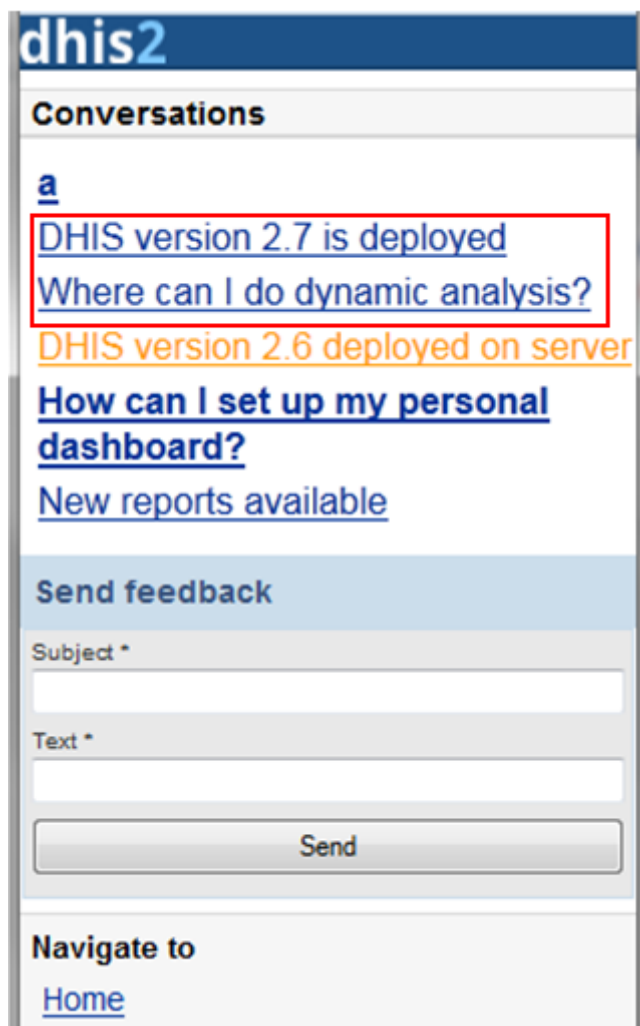 dhis2
Conversations
a
DHIS version 2.7 is deployed
Where can I do dynamic analysis?
DHIS version 2.6 deployed on server
How can I set up my personal
dashboard?
New reports available
Send feedback
Subject *
Text *
Send
Navigate to
Home